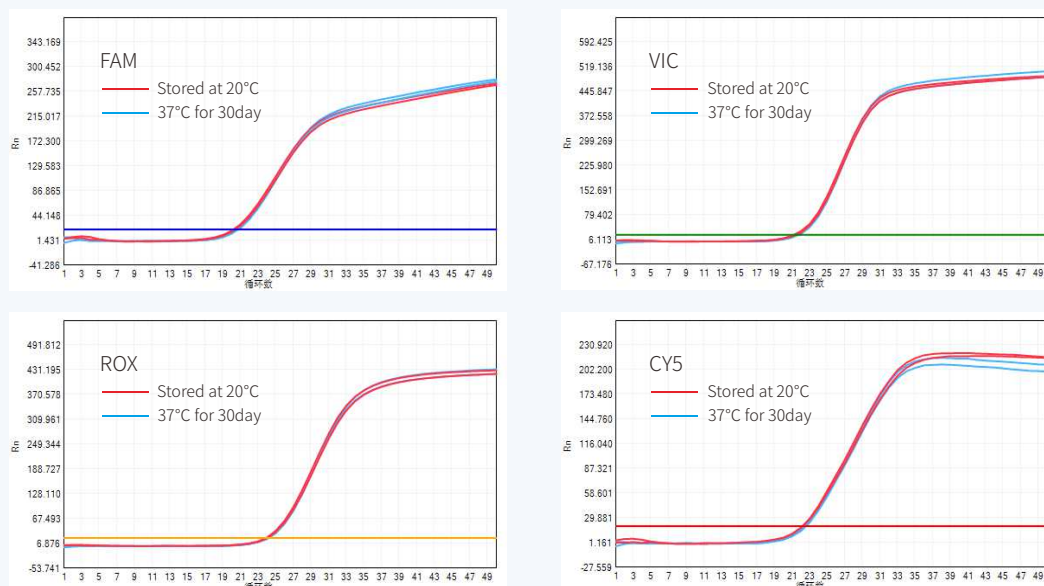 FAM
Stored at 20°C
37°C for 30day
343.169
300.452
257.735
215.017
172.300
129.583
86.865
44.148
1.431
-41.286
Rn
1 3 5 7 9 11 13 15 17 19 21 23 25 27 29 31 33 35 37 39 41 43 45 47 49
循环数
VIC
Stored at 20°C
37°C for 30day
592.425
519.136
445.847
372.558
299.269
225.980
152.691
79.402
6.113
-67.176
Rn
1 3 5 7 9 11 13 15 17 19 21 23 25 27 29 31 33 35 37 39 41 43 45 47 49
循环数
ROX
Stored at 20°C
37°C for 30day
491.812
431.195
370.578
309.961
249.344
188.727
128.110
67.493
6.876
-53.741
Rn
1 3 5 7 9 11 13 15 17 19 21 23 25 27 29 31 33 35 37 39 41 43 45 47 49
循环数
CY5
Stored at 20°C
37°C for 30day
230.920
202.200
173.480
144.760
116.040
87.321
58.601
29.881
1.161
-27.559
Rn
1 3 5 7 9 11 13 15 17 19 21 23 25 27 29 31 33 35 37 39 41 43 45 47 49
循环数